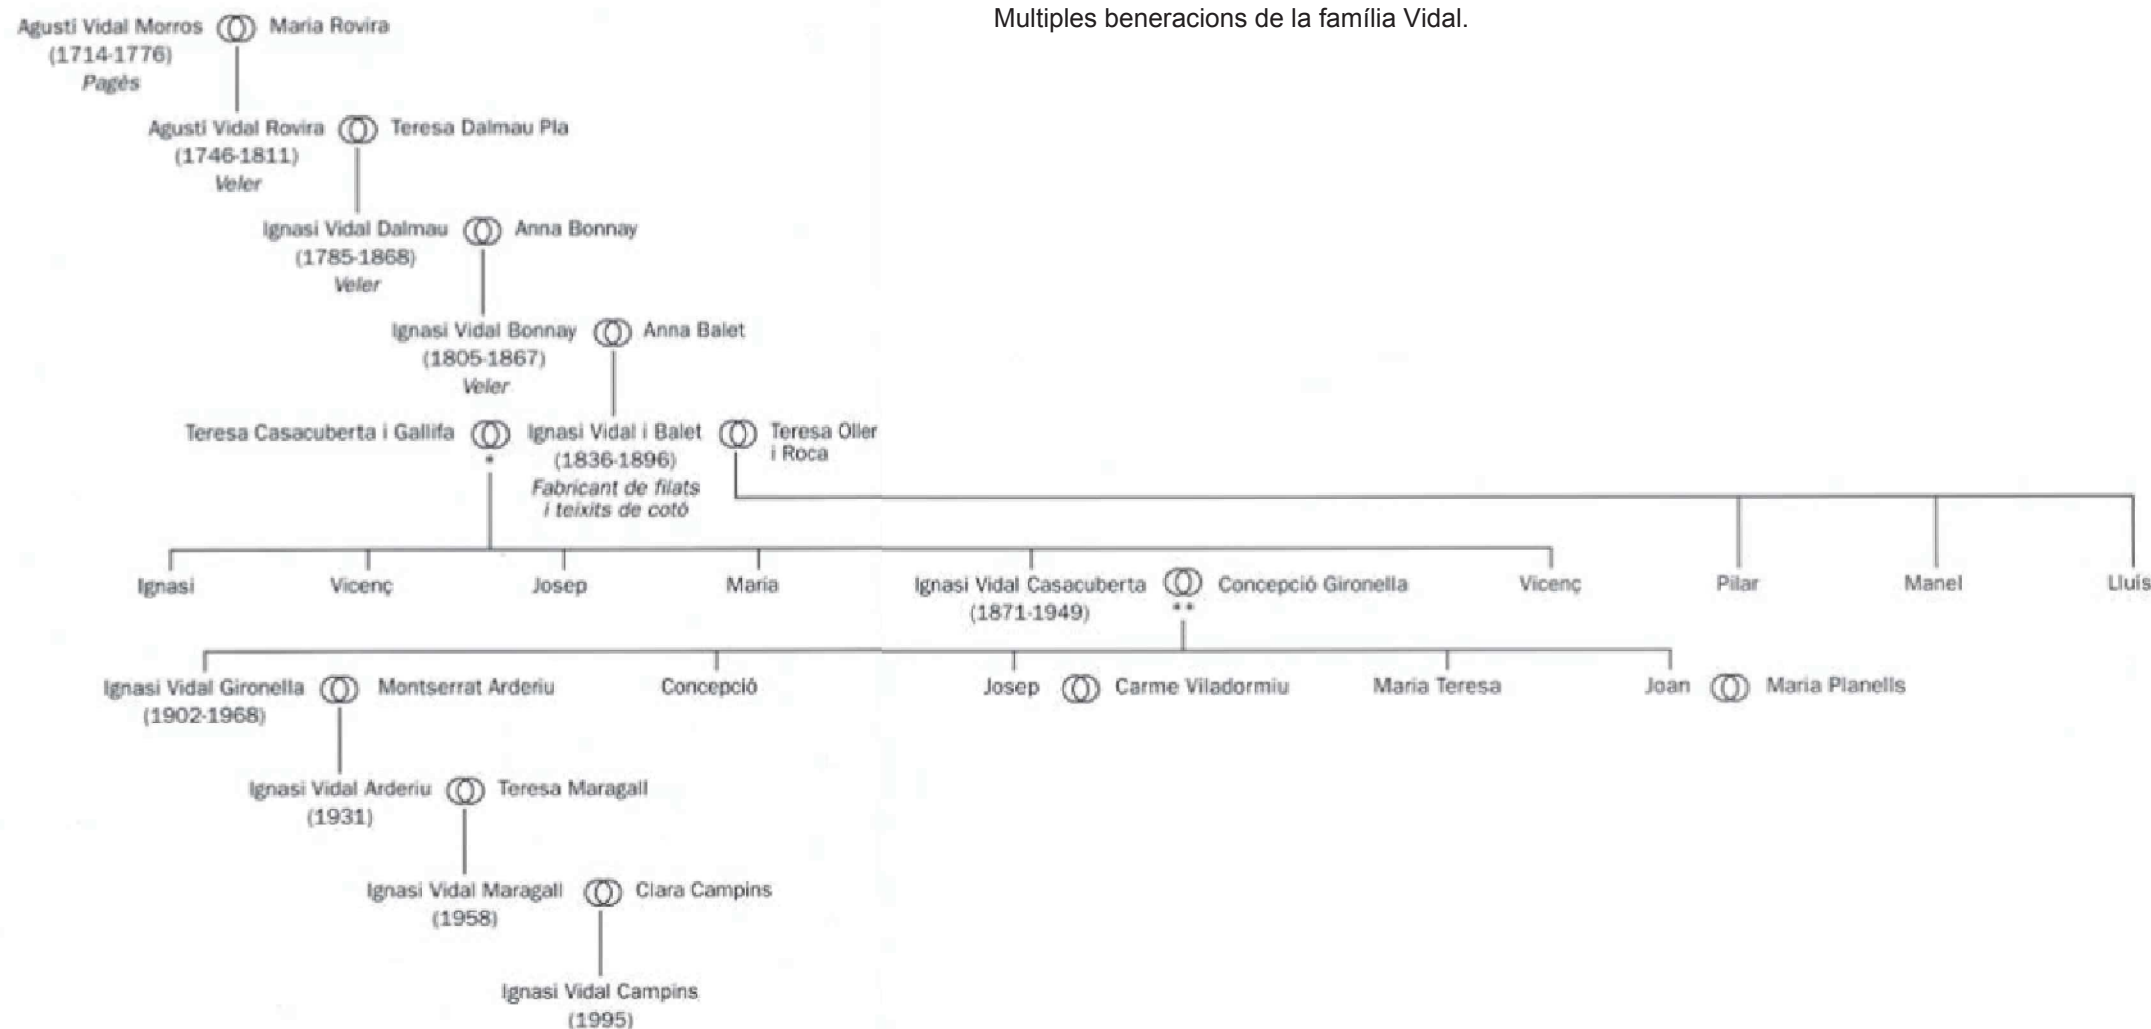 Multiples beneracions de la família Vidal.
Agustí Vidal Morros Maria Rovira
(1714-1776)
Pagès
Agustí Vidal Rovira Teresa Dalmau Pla
(1746-1811)
Veler
Ignasi Vidal Dalmau Anna Bonnay
(1785-1868)
Veler
Ignasi Vidal Bonnay Anna Balet
(1805-1867)
Veler
Teresa Casacuberta i Gallifa Ignasi Vidal i Balet Teresa Oller
i Roca
*
(1836-1896)
Fabricant de filats
i teixits de cotó
Ignasi Vicenç Josep Maria Ignasi Vidal Casacuberta Concepció Gironella Vicenç Pilar Manel Lluís
(1871-1949)
**
Ignasi Vidal Gironella Montserrat Arderiu Concepció Josep Carme Viladormiu Maria Teresa Joan Maria Planells
(1902-1968)
Ignasi Vidal Arderiu Teresa Maragall
(1931)
Ignasi Vidal Maragall Clara Campins
(1958)
Ignasi Vidal Campins
(1995)